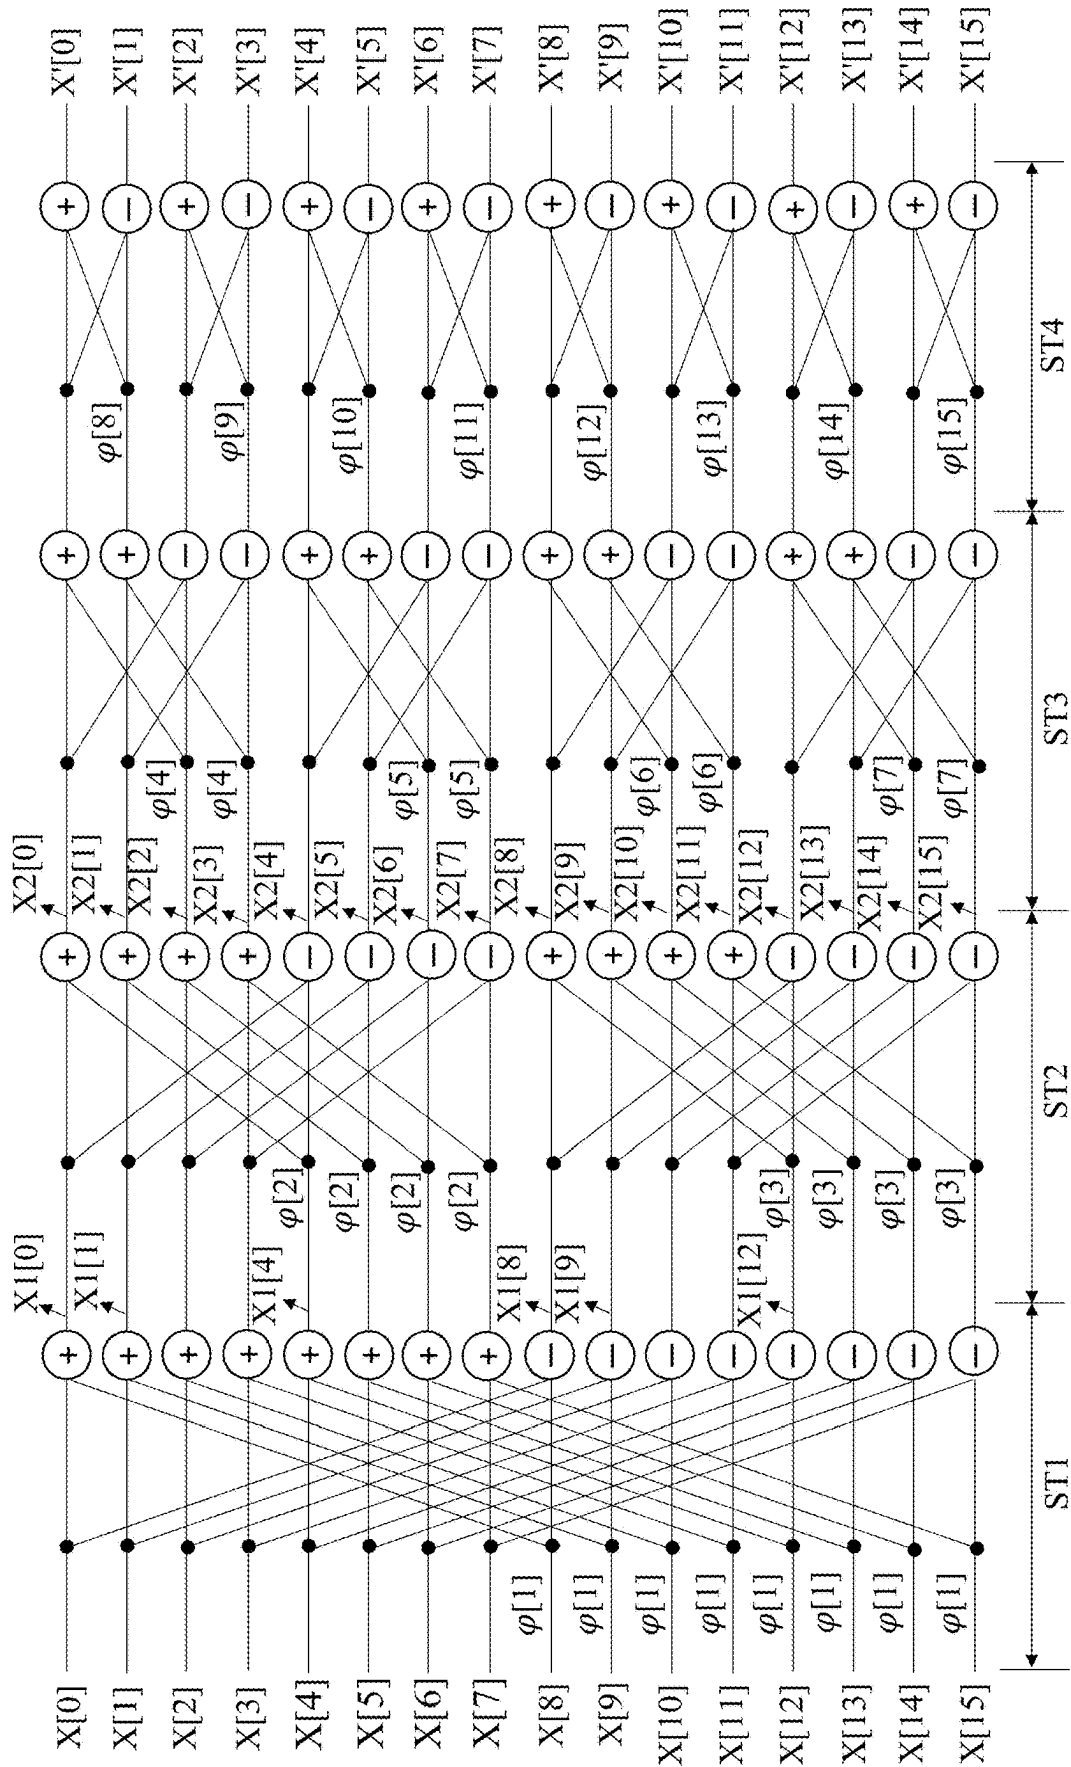 X[0]
X[1]
X[2]
X[3]
X[4]
X[5]
X[6]
X[7]
X[8]
X[9]
X[10]
X[11]
X[12]
X[13]
X[14]
X[15]
φ[1]
φ[1]
φ[1]
φ[1]
φ[1]
φ[1]
φ[1]
φ[1]
+
+
+
+
+
+
+
+
−
−
−
−
−
−
−
−
X1[0]
X1[1]
X1[4]
X1[8]
X1[9]
X1[12]
φ[2]
φ[2]
φ[2]
φ[2]
φ[3]
φ[3]
φ[3]
φ[3]
+
+
+
+
−
−
−
−
+
+
+
+
−
−
−
−
X2[0]
X2[1]
X2[2]
X2[3]
X2[4]
X2[5]
X2[6]
X2[7]
X2[8]
X2[9]
X2[10]
X2[11]
X2[12]
X2[13]
X2[14]
X2[15]
φ[4]
φ[4]
φ[5]
φ[5]
φ[6]
φ[6]
φ[7]
φ[7]
+
+
−
−
+
+
−
−
+
+
−
−
+
+
−
−
φ[8]
φ[9]
φ[10]
φ[11]
φ[12]
φ[13]
φ[14]
φ[15]
+
−
+
−
+
−
+
−
+
−
+
−
+
−
+
−
X'[0]
X'[1]
X'[2]
X'[3]
X'[4]
X'[5]
X'[6]
X'[7]
X'[8]
X'[9]
X'[10]
X'[11]
X'[12]
X'[13]
X'[14]
X'[15]
ST1
ST2
ST3
ST4